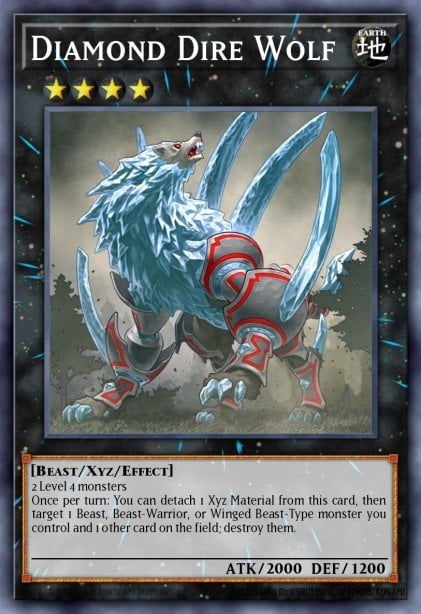 DIAMOND DIRE WOLF
EARTH
地
[BEAST/XYZ/EFFECT]
2 Level 4 monsters
Once per turn: You can detach 1 Xyz Material from this card, then
target 1 Beast, Beast-Warrior, or Winged Beast-Type monster you
control and 1 other card on the field; destroy them.
ATK/2000 DEF/1200